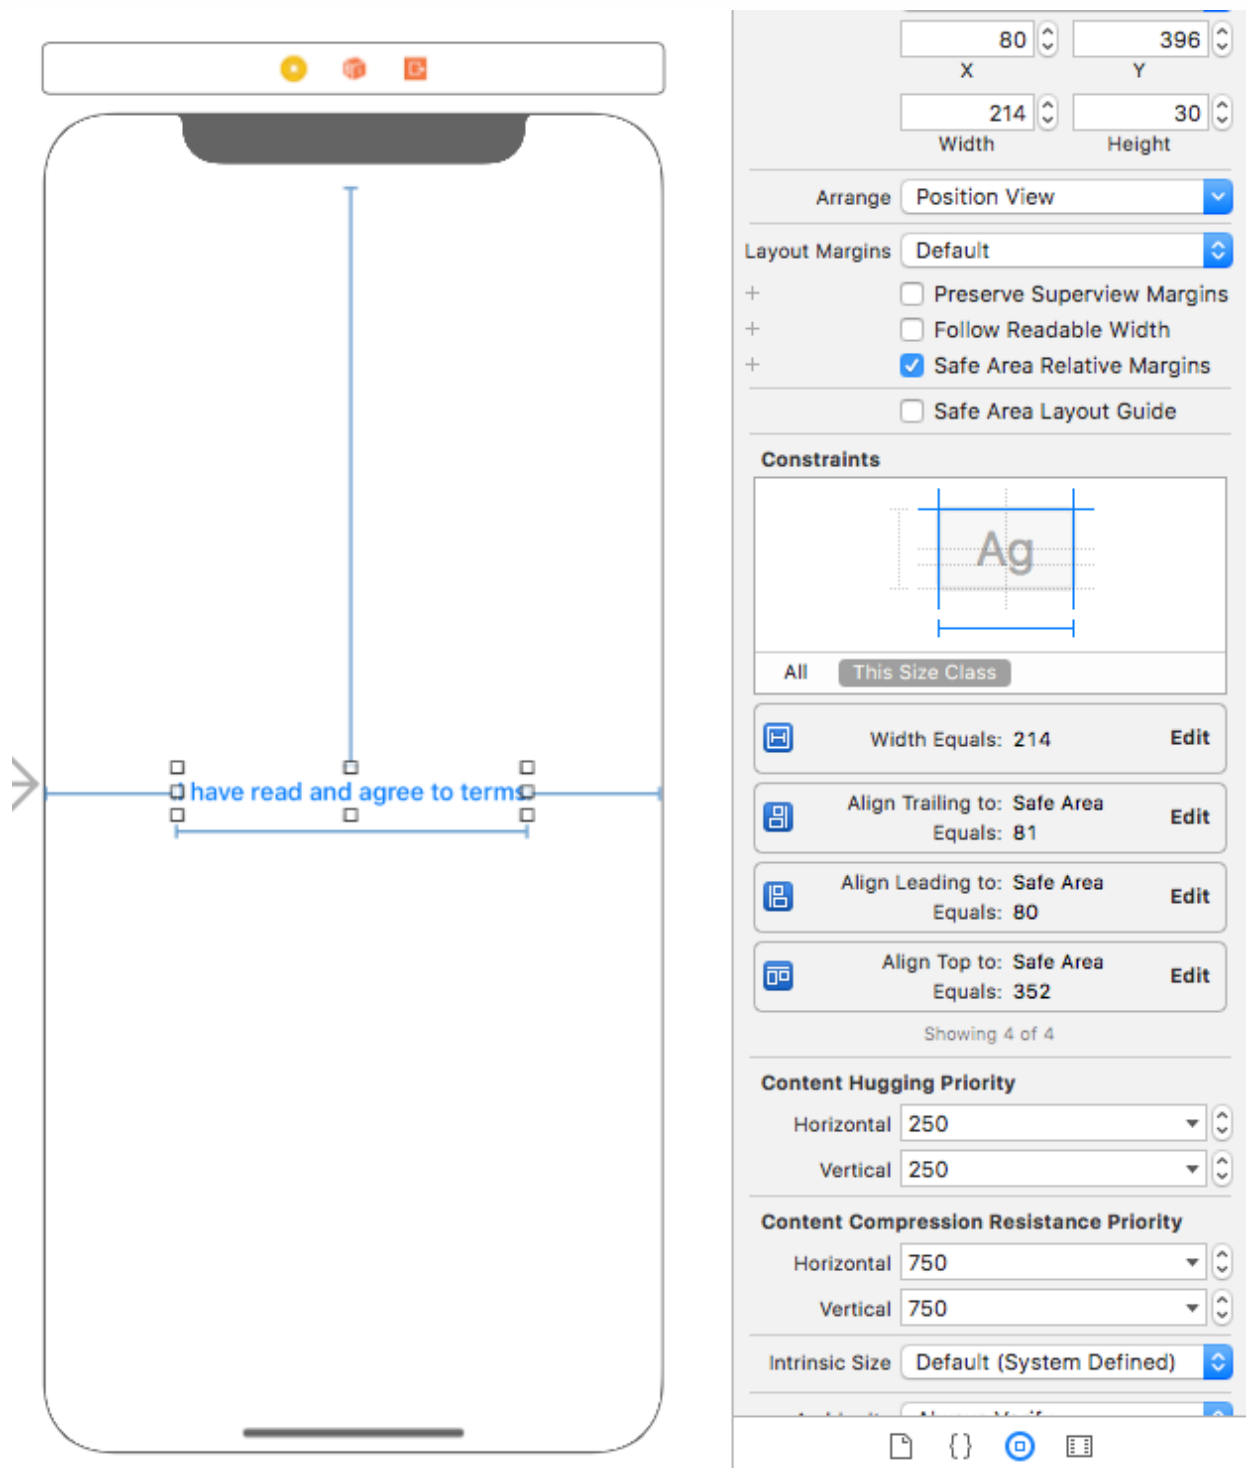 80
396
X
Y
214
30
Width
Height
Arrange Position View
Layout Margins Default
Preserve Superview Margins
Follow Readable Width
Safe Area Relative Margins
Safe Area Layout Guide
Constraints
Ag
All This Size Class
Width Equals: 214 Edit
Align Trailing to: Safe Area
Equals: 81
Edit
Align Leading to: Safe Area
Equals: 80
Edit
Align Top to: Safe Area
Equals: 352
Edit
Showing 4 of 4
Content Hugging Priority
Horizontal 250
Vertical 250
Content Compression Resistance Priority
Horizontal 750
Vertical 750
Intrinsic Size Default (System Defined)
I have read and agree to terms.